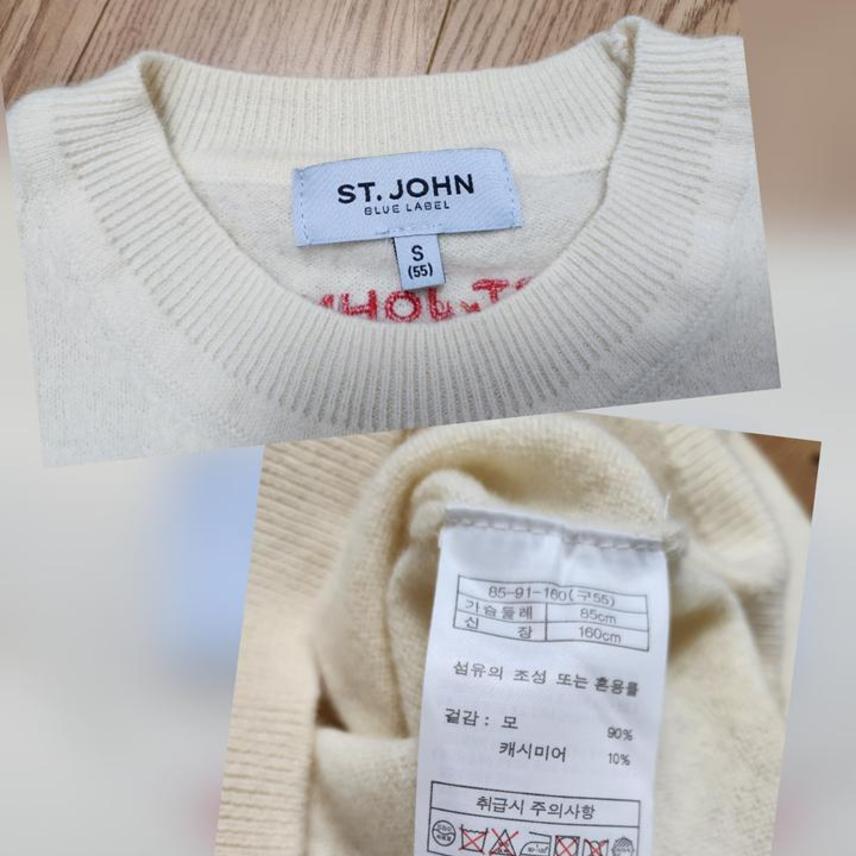 ST. JOHN
BLUE LABEL
S
(55)
85-91-160(구55)
가슴둘레 85cm
신 장 160cm
섬유의 조성 또는 혼용률
겉감 : 모 90%
캐시미어 10%
취급시 주의사항